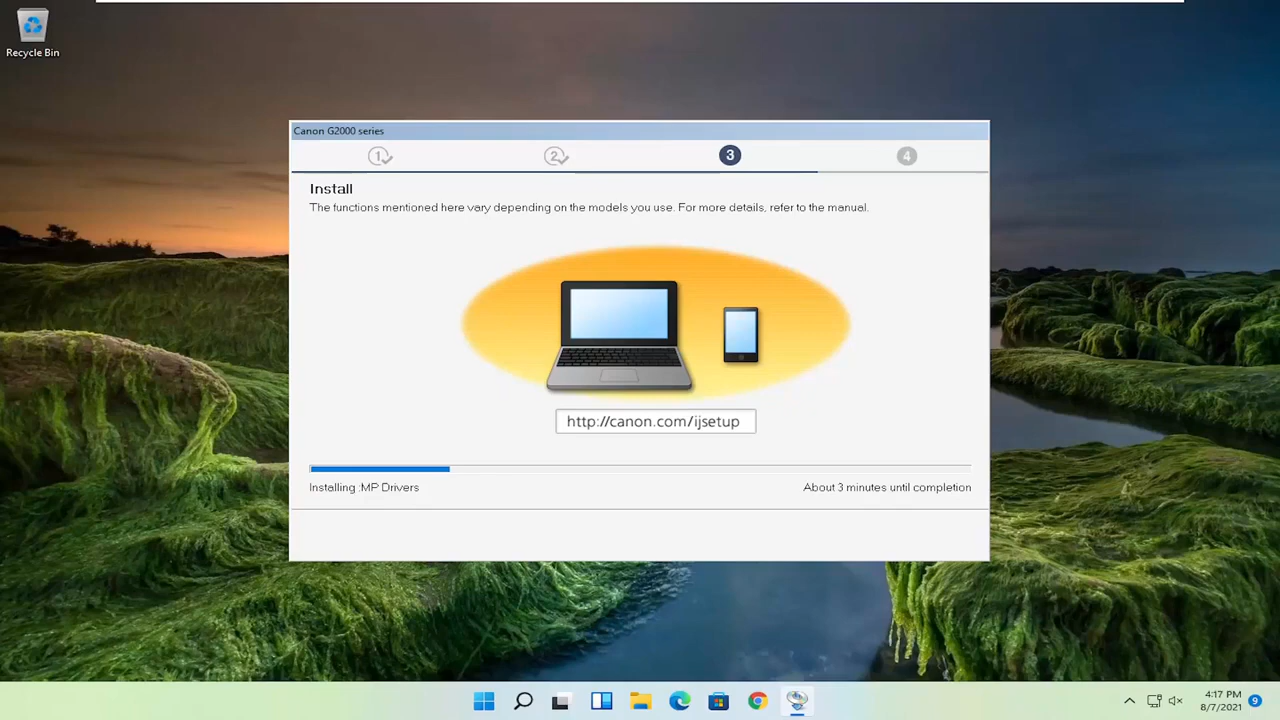 Recycle Bin
Canon G2000 series
1
2
3
4
Install
The functions mentioned here vary depending on the models you use. For more details, refer to the manual.
http://canon.com/ijsetup
Installing :MP Drivers
About 3 minutes until completion
4:17 PM
8/7/2021
9